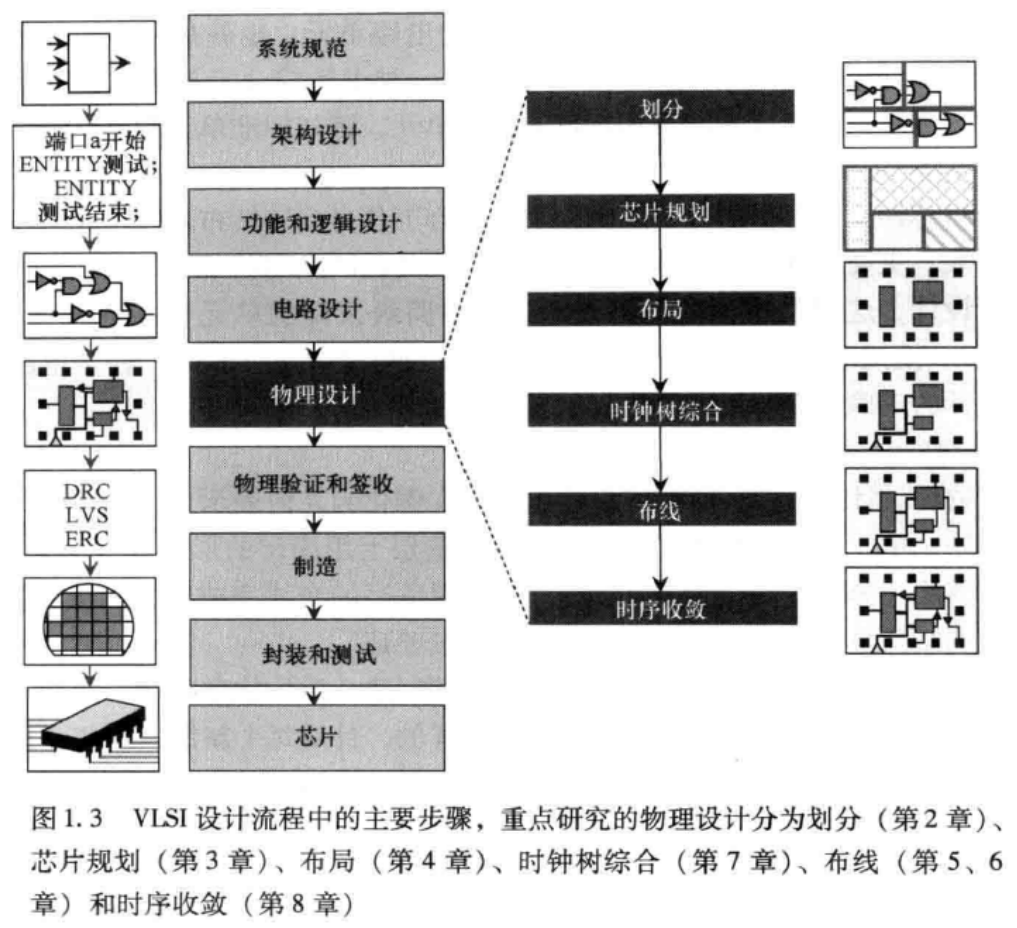 端口a开始
ENTITY测试；
ENTITY
测试结束；
DRC
LVS
ERC
系统规范
架构设计
功能和逻辑设计
电路设计
物理设计
物理验证和签收
制造
封装和测试
芯片
划分
芯片规划
布局
时钟树综合
布线
时序收敛
图1.3 VLSI 设计流程中的主要步骤，重点研究的物理设计分为划分（第2章）、
芯片规划（第3章）、布局（第4章）、时钟树综合（第7章）、布线（第5、6
章）和时序收敛（第8章）